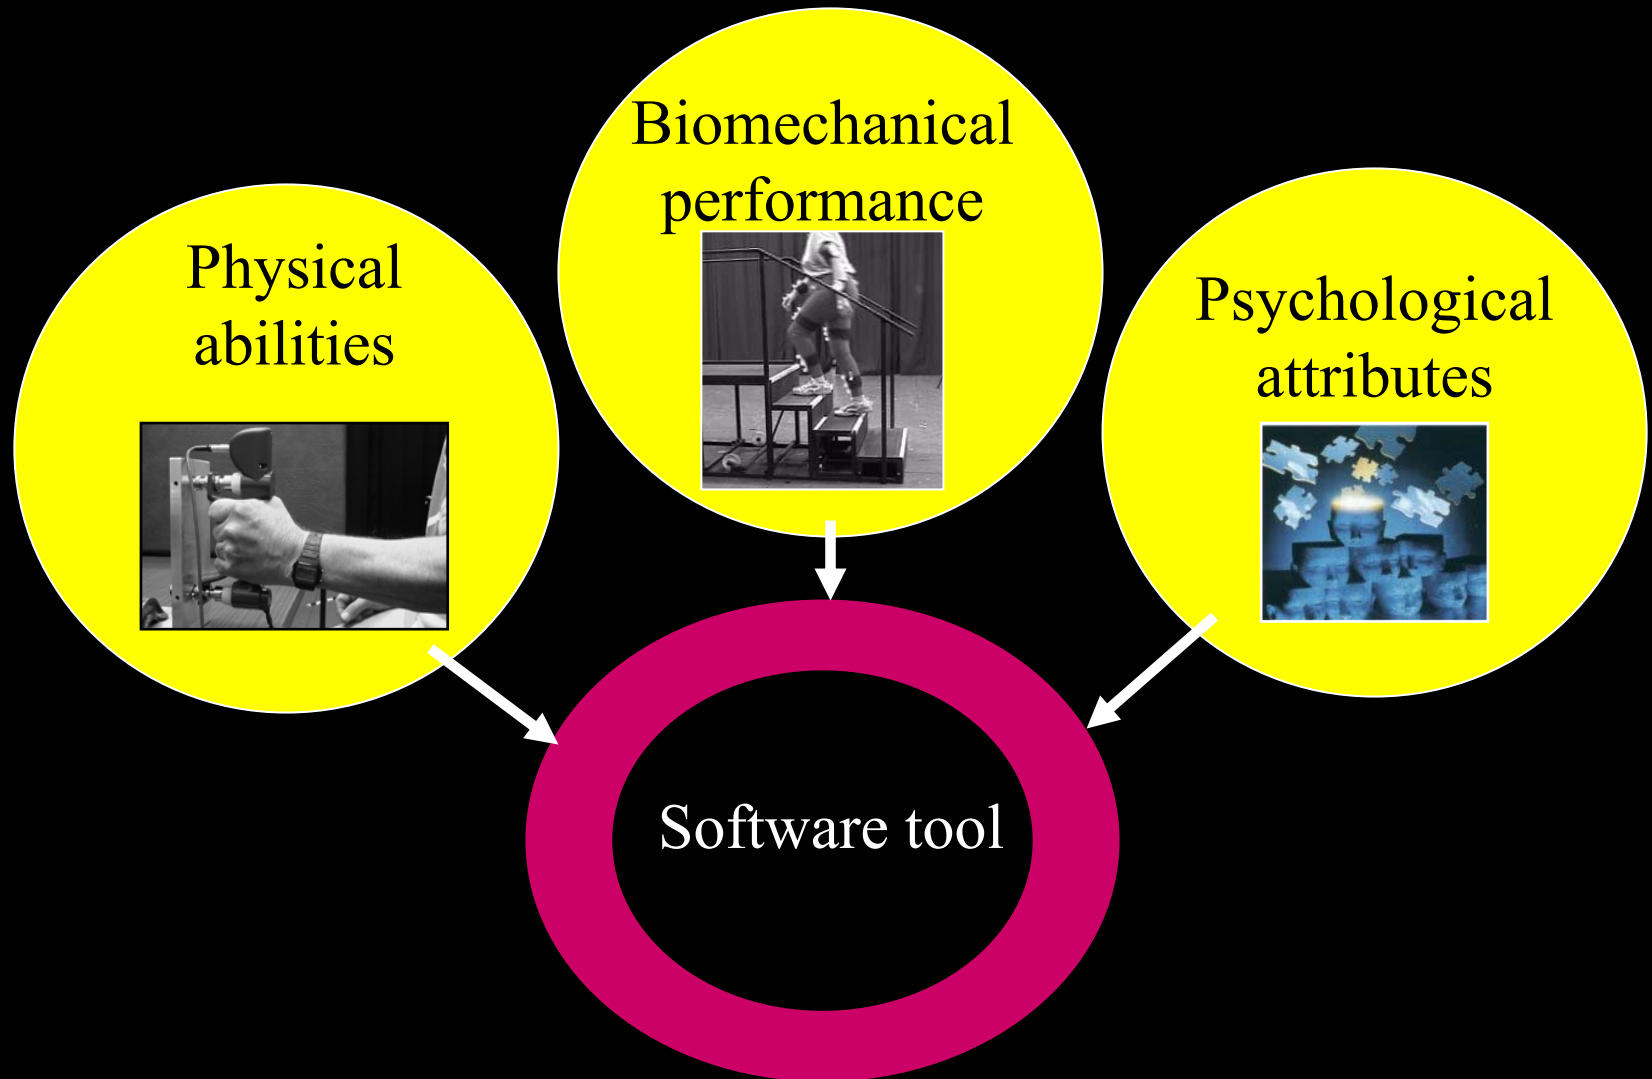 Physical
abilities
Biomechanical
performance
Psychological
attributes
Software tool